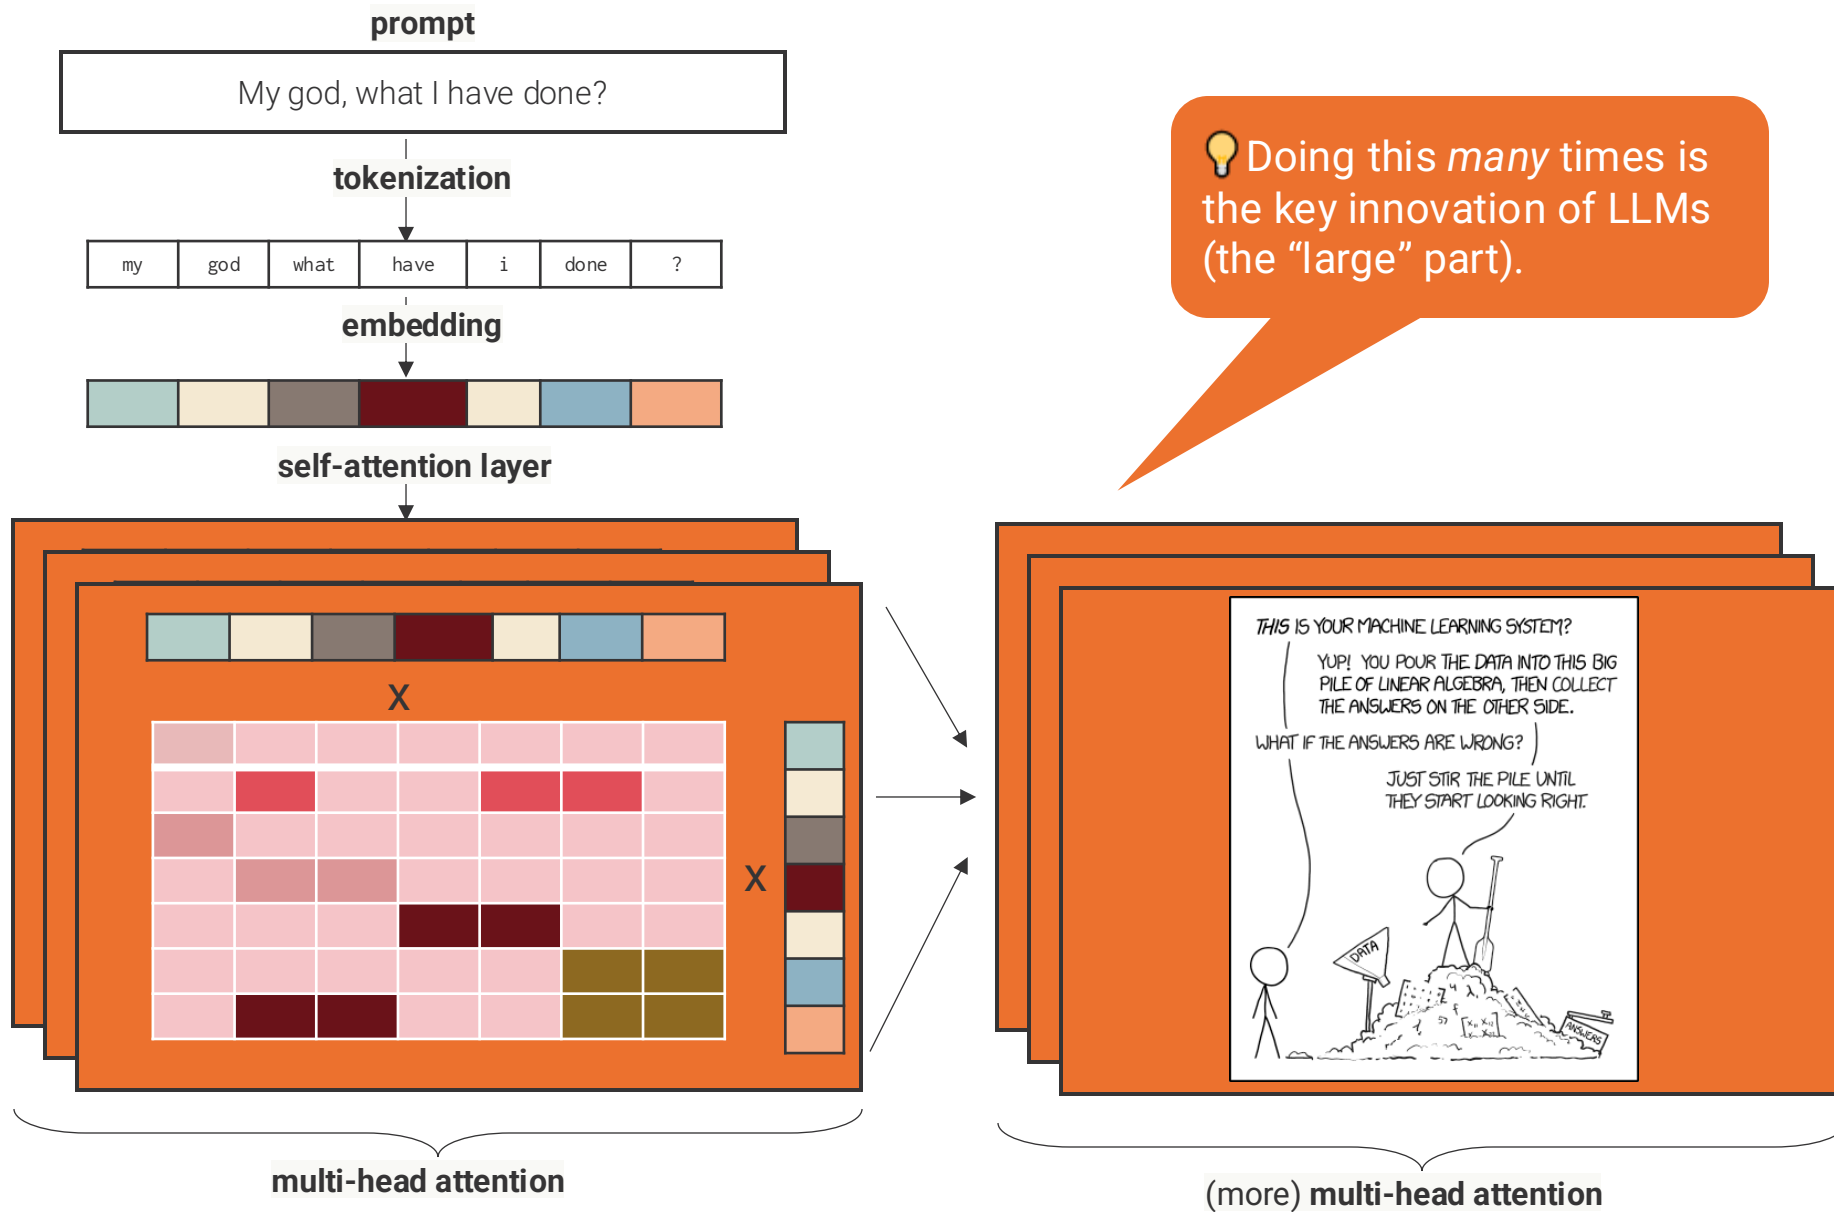 prompt
My god, what I have done?
tokenization
my god what have i done ?
embedding
self-attention layer
X
X
multi-head attention
💡Doing this many times is
the key innovation of LLMs
(the “large” part).
THIS IS YOUR MACHINE LEARNING SYSTEM?
YUP! YOU POUR THE DATA INTO THIS BIG
PILE OF LINEAR ALGEBRA, THEN COLLECT
THE ANSWERS ON THE OTHER SIDE.
WHAT IF THE ANSWERS ARE WRONG?
JUST STIR THE PILE UNTIL
THEY START LOOKING RIGHT.
DATA
ANSWERS
(more) multi-head attention